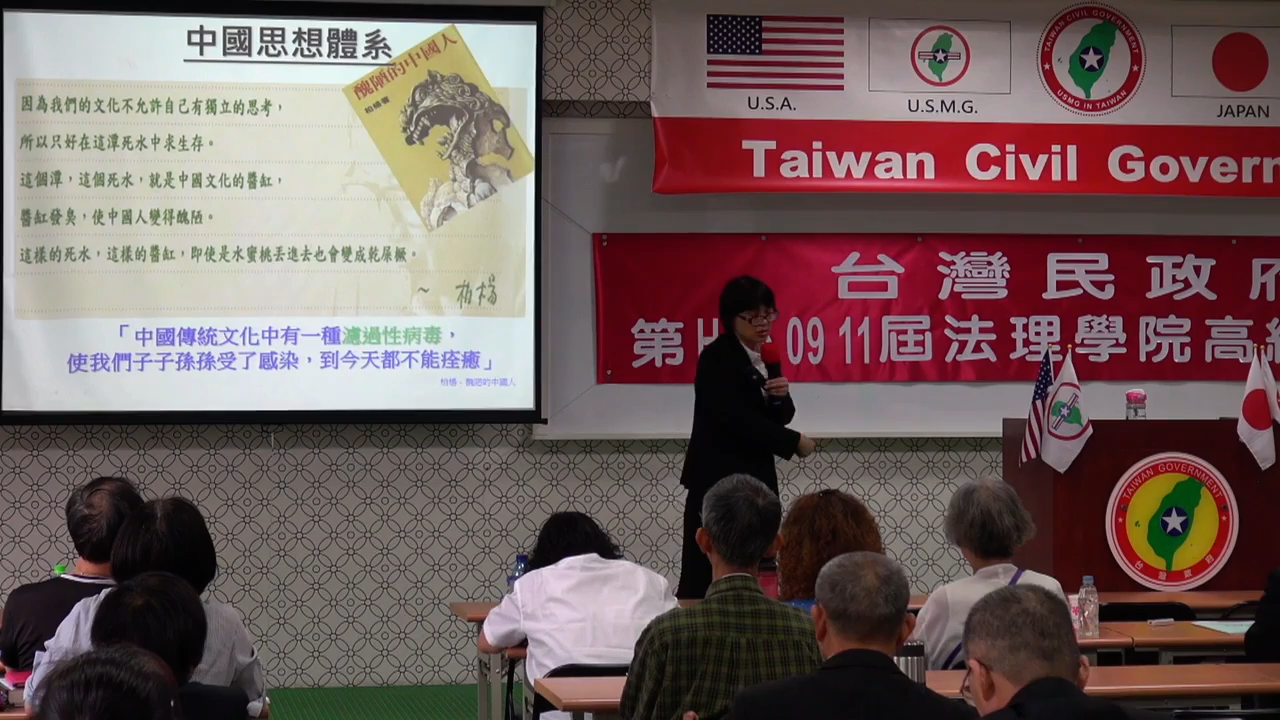 中國思想體系
醜陋的中國人
柏楊著
因為我們的文化不允許自己有獨立的思考，
所以只好在這潭死水中求生存。
這個潭，這個死水，就是中國文化的醬缸，
醬缸發臭，使中國人變得醜陋。
這樣的死水，這樣的醬缸，即使是水蜜桃丟進去也會變成乾屎橛。
～ 柏楊
「中國傳統文化中有一種濾過性病毒，
使我們子子孫孫受了感染，到今天都不能痊癒」
柏楊，醜陋的中國人
U.S.A.
U.S.M.G.
TAIWAN CIVIL GOVERNMENT
USMG IN TAIWAN
JAPAN
Taiwan Civil Govern
台灣民政府
第 09 11屆法理學院高
TAIWAN GOVERNMENT
台灣政府